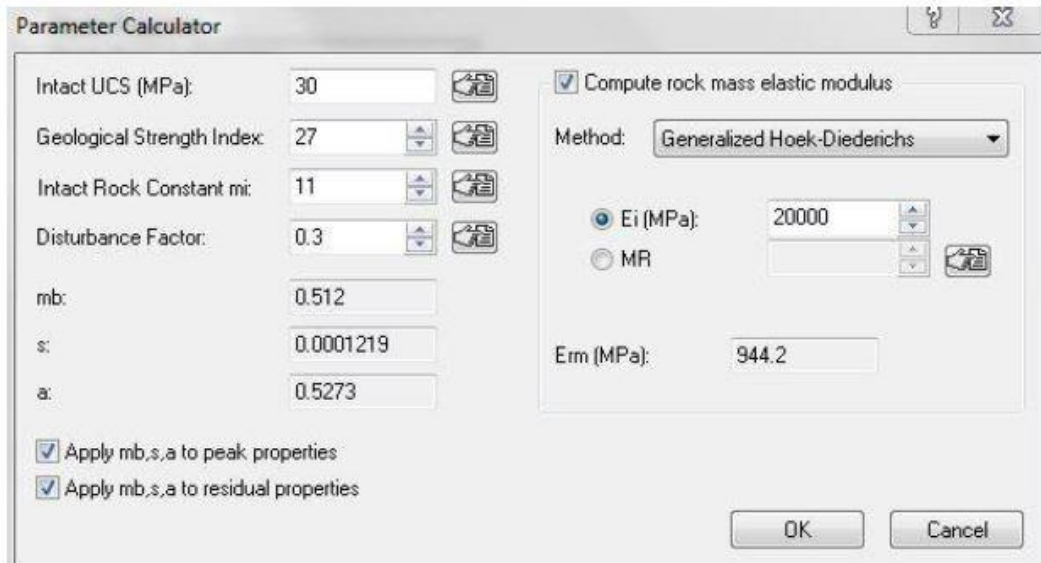 Parameter Calculator
Intact UCS (MPa): 30
Geological Strength Index: 27
Intact Rock Constant mi: 11
Disturbance Factor: 0.3
mb: 0.512
s: 0.0001219
a: 0.5273
Apply mb,s,a to peak properties
Apply mb,s,a to residual properties
Compute rock mass elastic modulus
Method: Generalized Hoek-Diederichs
Ei (MPa): 20000
MR
Erm (MPa): 944.2
OK Cancel